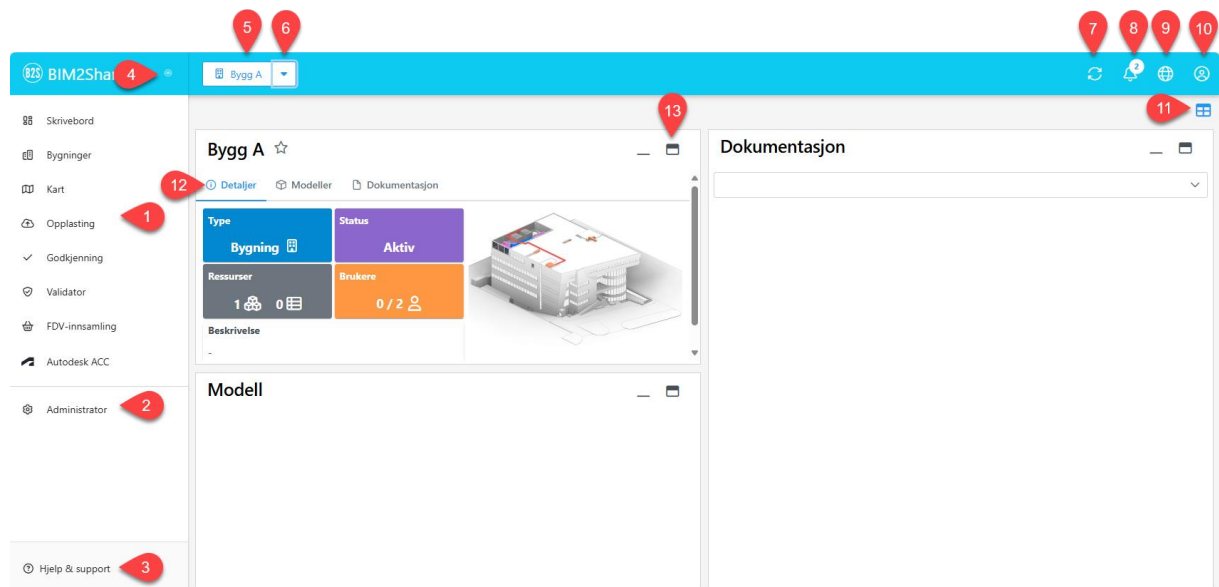 5
6
7
8
9
10
BIM2Shar
4
Bygg A
2
11
1
2
3
Skrivebord
Bygninger
Kart
Opplasting
Godkjenning
Validator
FDV-innsamling
Autodesk ACC
Administrator
Hjelp & support
13
Bygg A
12
Detaljer
Modeller
Dokumentasjon
Type
Bygning
Status
Aktiv
Ressurser
1 0
Brukere
0 / 2
Beskrivelse
-
Modell
Dokumentasjon